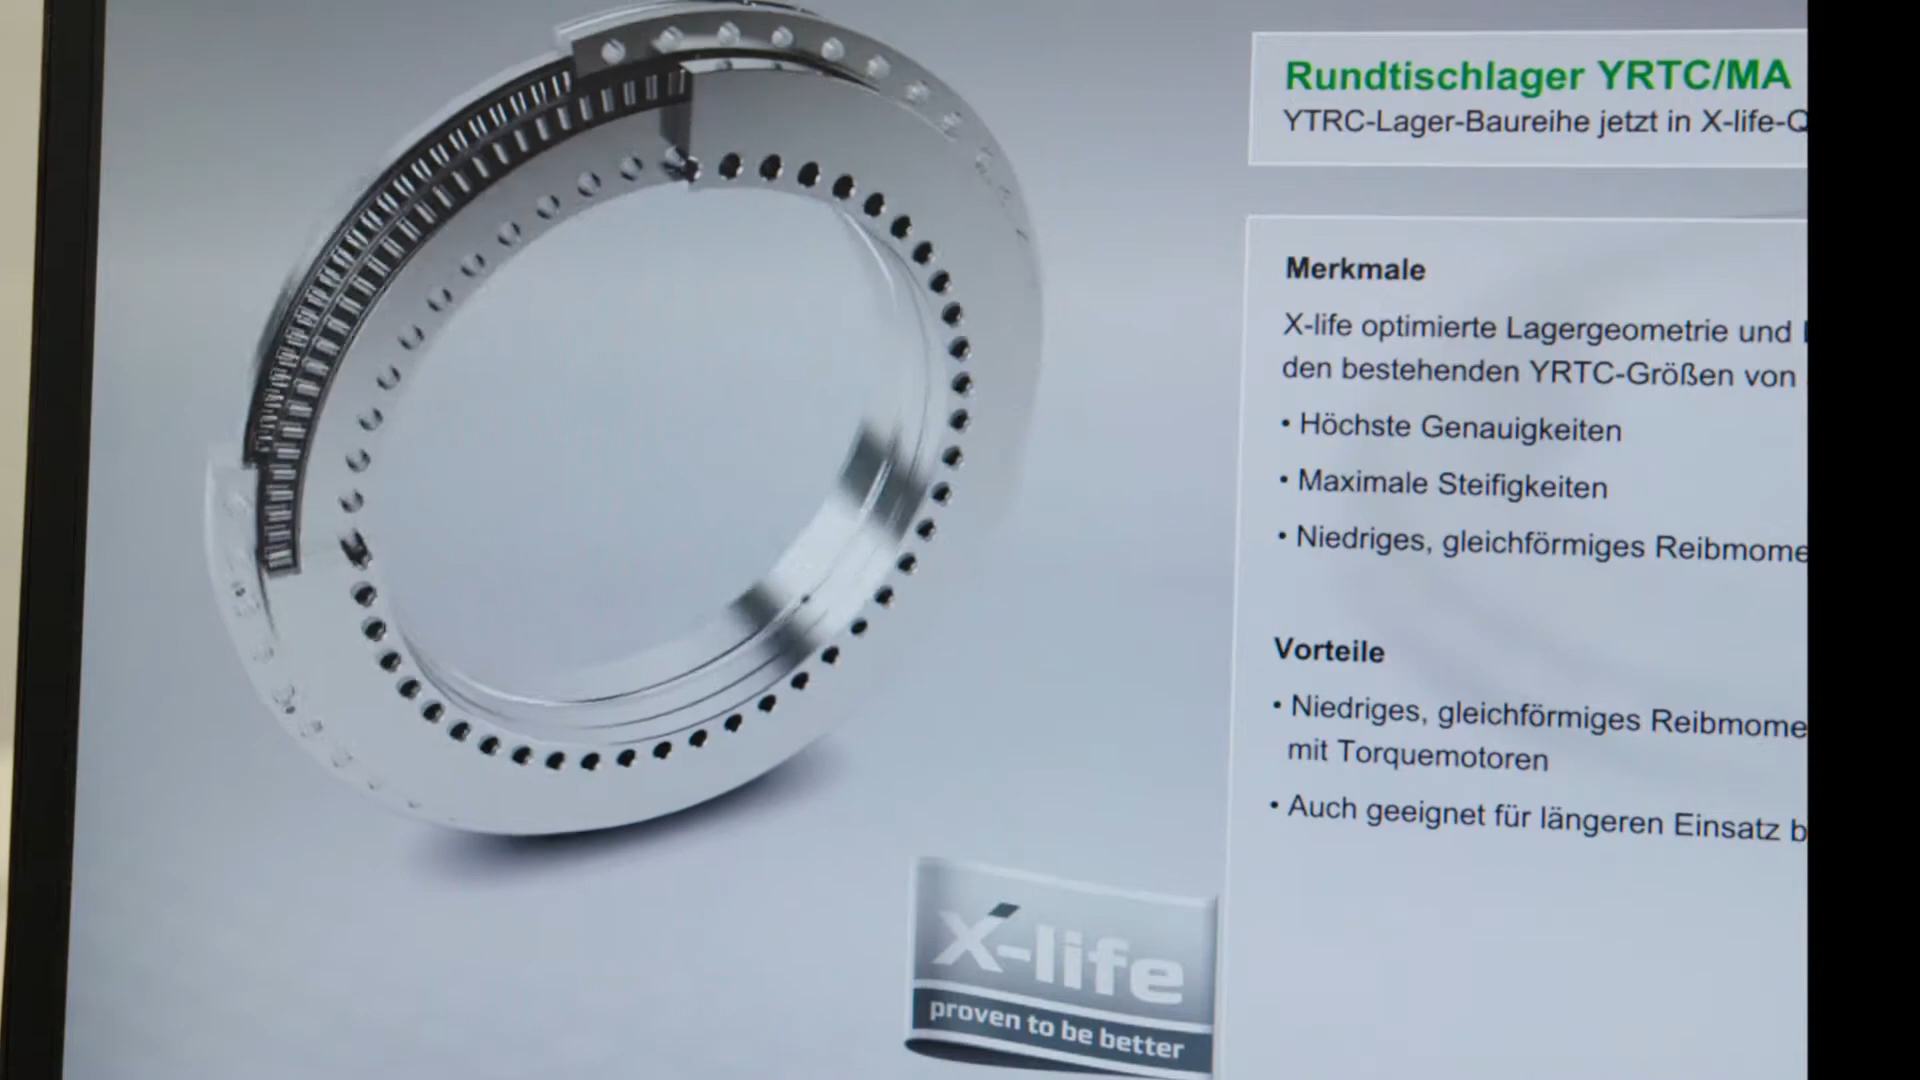 Rundtischlager YRTC/MA
YTRC-Lager-Baureihe jetzt in X-life-Q
Merkmale
X-life optimierte Lagergeometrie und
den bestehenden YRTC-Größen von
• Höchste Genauigkeiten
• Maximale Steifigkeiten
• Niedriges, gleichförmiges Reibmome
Vorteile
• Niedriges, gleichförmiges Reibmome
mit Torquemotoren
• Auch geeignet für längeren Einsatz b
X-life
proven to be better